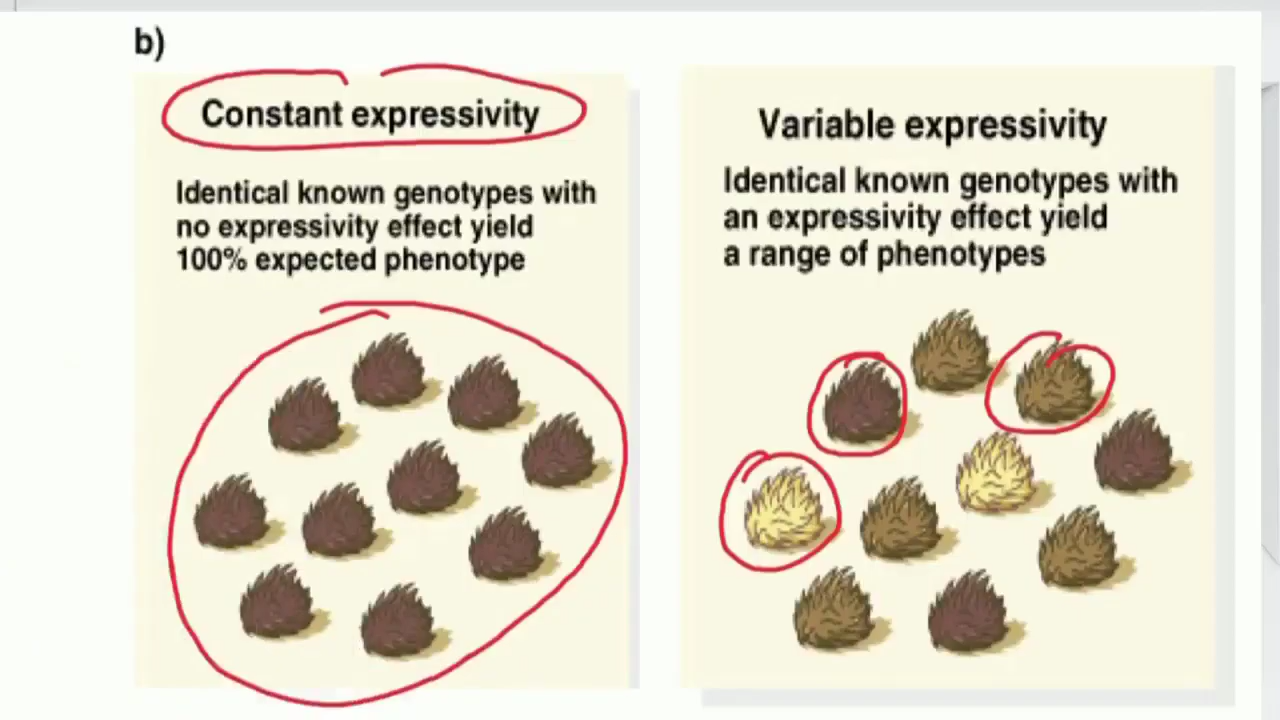 b)
Constant expressivity
Identical known genotypes with
no expressivity effect yield
100% expected phenotype
Variable expressivity
Identical known genotypes with
an expressivity effect yield
a range of phenotypes